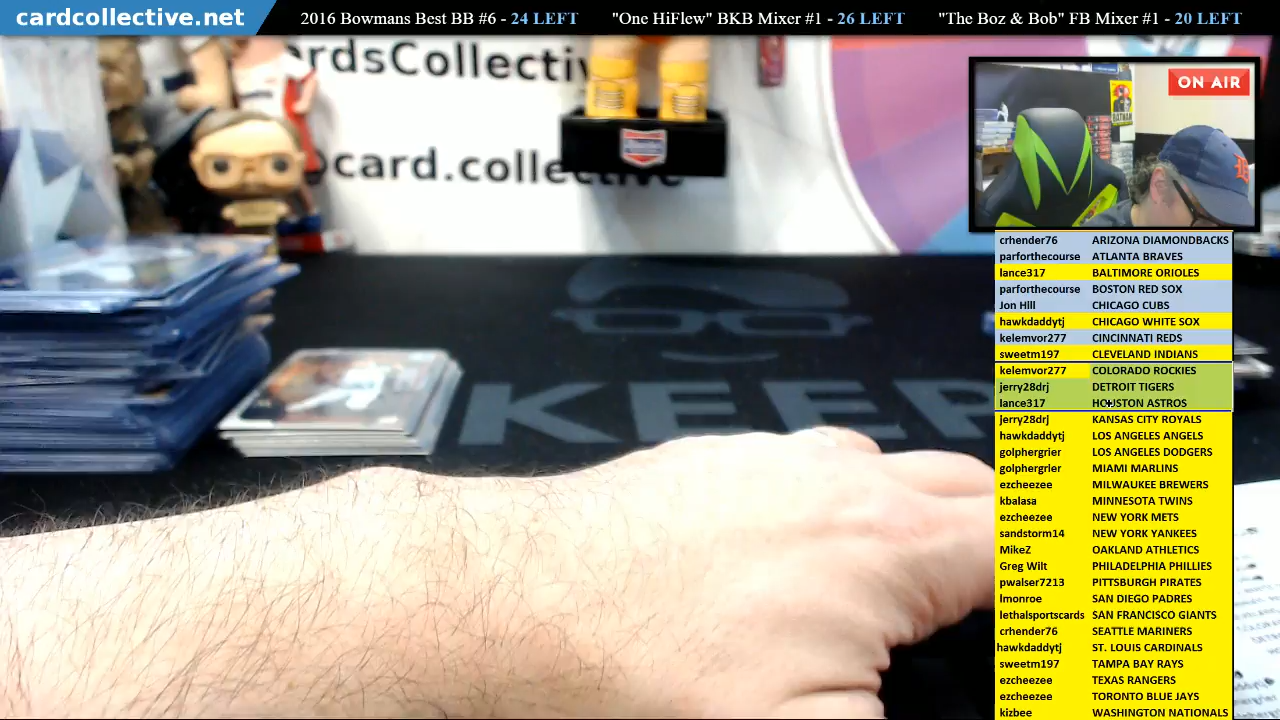 cardcollective.net
2016 Bowmans Best BB #6 - 24 LEFT
"One HiFlew" BKB Mixer #1 - 26 LEFT
"The Boz & Bob" FB Mixer #1 - 20 LEFT
rdsCollectiv
card.collective
KEEP
ON AIR
crhender76 ARIZONA DIAMONDBACKS
parforthecourse ATLANTA BRAVES
lance317 BALTIMORE ORIOLES
parforthecourse BOSTON RED SOX
Jon Hill CHICAGO CUBS
hawkdaddytj CHICAGO WHITE SOX
kelemvor277 CINCINNATI REDS
sweetm197 CLEVELAND INDIANS
kelemvor277 COLORADO ROCKIES
jerry28drj DETROIT TIGERS
lance317 HOUSTON ASTROS
jerry28drj KANSAS CITY ROYALS
hawkdaddytj LOS ANGELES ANGELS
golphergrier LOS ANGELES DODGERS
golphergrier MIAMI MARLINS
ezcheezee MILWAUKEE BREWERS
kbalasa MINNESOTA TWINS
ezcheezee NEW YORK METS
sandstorm14 NEW YORK YANKEES
MikeZ OAKLAND ATHLETICS
Greg Wilt PHILADELPHIA PHILLIES
pwalser7213 PITTSBURGH PIRATES
lmonroe SAN DIEGO PADRES
lethalsportscards SAN FRANCISCO GIANTS
crhender76 SEATTLE MARINERS
hawkdaddytj ST. LOUIS CARDINALS
sweetm197 TAMPA BAY RAYS
ezcheezee TEXAS RANGERS
ezcheezee TORONTO BLUE JAYS
kizbee WASHINGTON NATIONALS